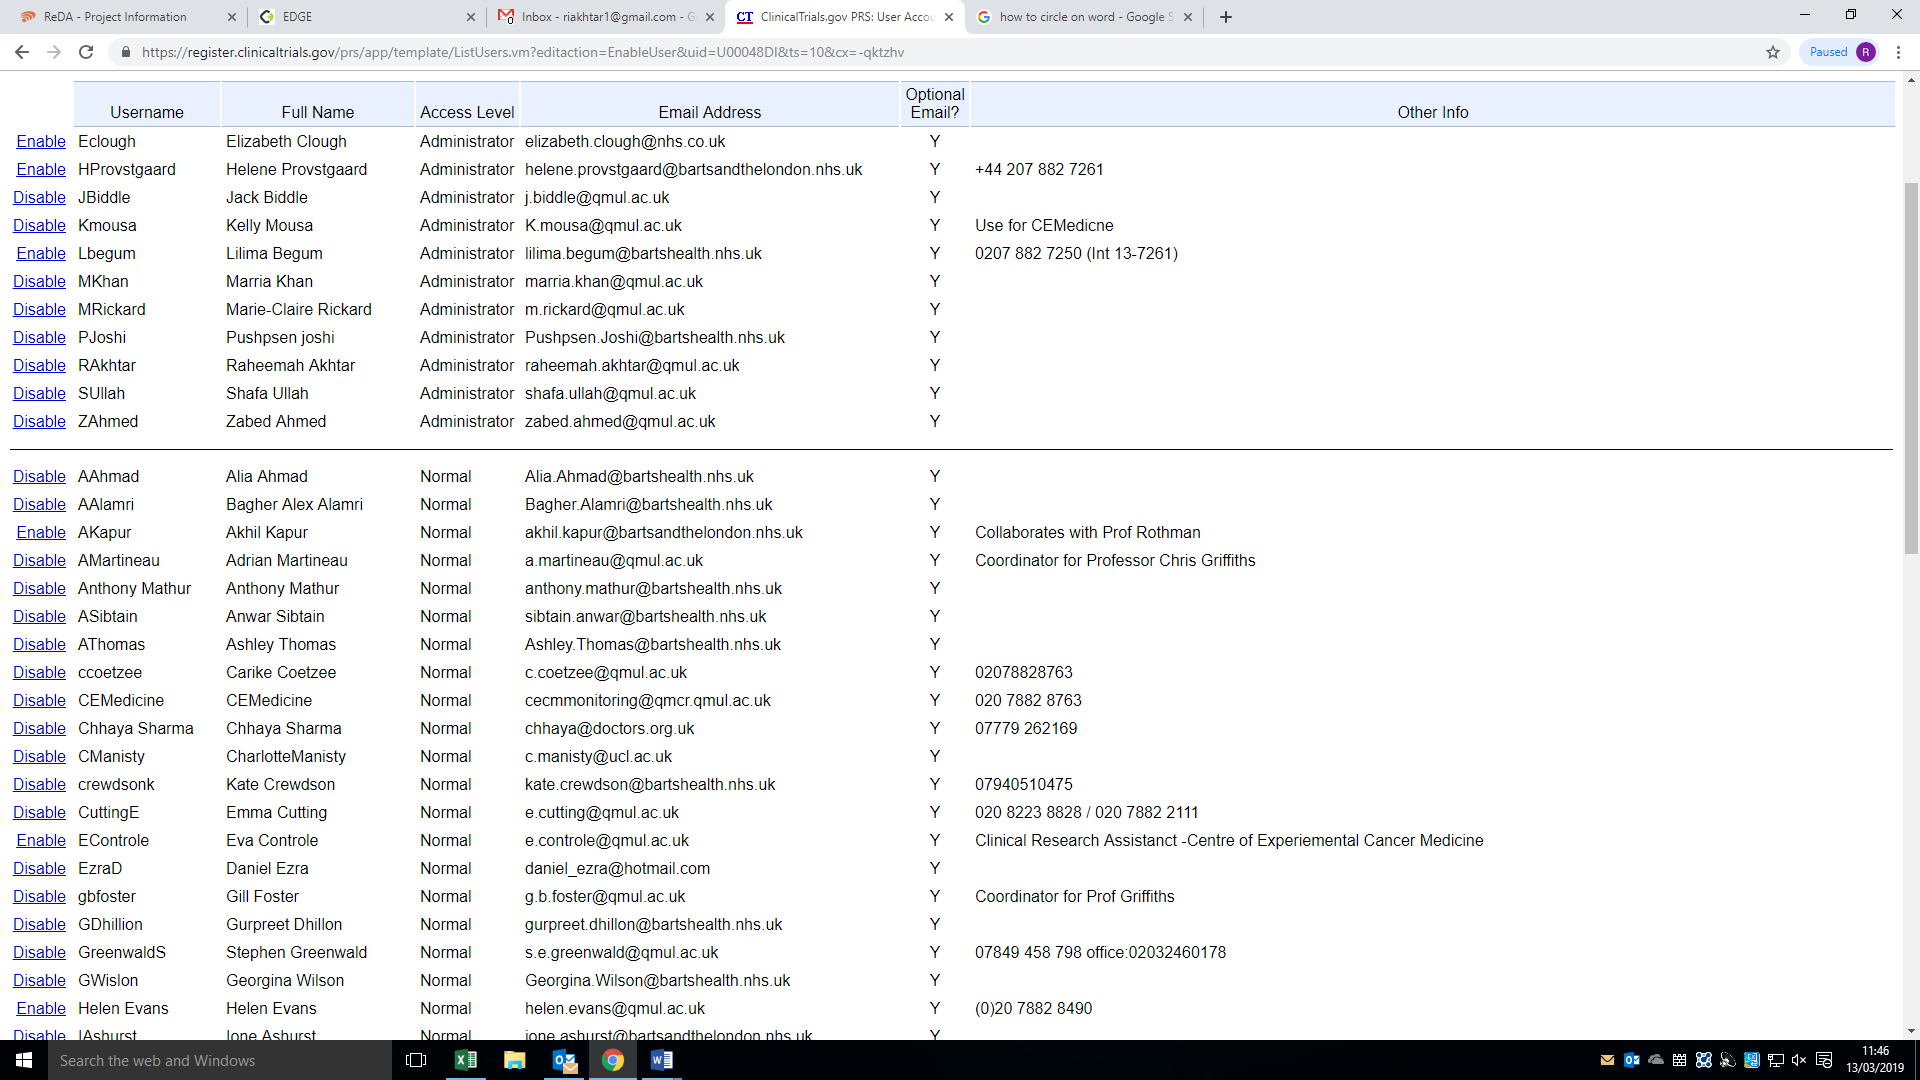 ReDA - Project Information
EDGE
Inbox - riakhtar1@gmail.com - G
ClinicalTrials.gov PRS: User Accou
how to circle on word - Google S
https://register.clinicaltrials.gov/prs/app/template/ListUsers.vm?editaction=EnableUser&uid=U00048DI&ts=10&cx=-qktzhv
Paused R
Username Full Name Access Level Email Address Optional Email? Other Info
Enable Eclough Elizabeth Clough Administrator elizabeth.clough@nhs.co.uk Y
Enable HProvstgaard Helene Provstgaard Administrator helene.provstgaard@bartsandthelondon.nhs.uk Y +44 207 882 7261
Disable JBiddle Jack Biddle Administrator j.biddle@qmul.ac.uk Y
Disable Kmousa Kelly Mousa Administrator K.mousa@qmul.ac.uk Y Use for CEMedicne
Enable Lbegum Lilima Begum Administrator lilima.begum@bartshealth.nhs.uk Y 0207 882 7250 (Int 13-7261)
Disable MKhan Marria Khan Administrator marria.khan@qmul.ac.uk Y
Disable MRickard Marie-Claire Rickard Administrator m.rickard@qmul.ac.uk Y
Disable PJoshi Pushpsen joshi Administrator Pushpsen.Joshi@bartshealth.nhs.uk Y
Disable RAkhtar Raheemah Akhtar Administrator raheemah.akhtar@qmul.ac.uk Y
Disable SUllah Shafa Ullah Administrator shafa.ullah@qmul.ac.uk Y
Disable ZAhmed Zabed Ahmed Administrator zabed.ahmed@qmul.ac.uk Y
Disable AAhmad Alia Ahmad Normal Alia.Ahmad@bartshealth.nhs.uk Y
Disable AAlamri Bagher Alex Alamri Normal Bagher.Alamri@bartshealth.nhs.uk Y
Enable AKapur Akhil Kapur Normal akhil.kapur@bartsandthelondon.nhs.uk Y Collaborates with Prof Rothman
Disable AMartineau Adrian Martineau Normal a.martineau@qmul.ac.uk Y Coordinator for Professor Chris Griffiths
Disable Anthony Mathur Anthony Mathur Normal anthony.mathur@bartshealth.nhs.uk Y
Disable ASibtain Anwar Sibtain Normal sibtain.anwar@bartshealth.nhs.uk Y
Disable AThomas Ashley Thomas Normal Ashley.Thomas@bartshealth.nhs.uk Y
Disable ccoetzee Carike Coetzee Normal c.coetzee@qmul.ac.uk Y 02078828763
Disable CEMedicine CEMedicine Normal cecmmonitoring@qmcr.qmul.ac.uk Y 020 7882 8763
Disable Chhaya Sharma Chhaya Sharma Normal chhaya@doctors.org.uk Y 07779 262169
Disable CManisty CharlotteManisty Normal c.manisty@ucl.ac.uk Y
Disable crewdsonk Kate Crewdson Normal kate.crewdson@bartshealth.nhs.uk Y 07940510475
Disable CuttingE Emma Cutting Normal e.cutting@qmul.ac.uk Y 020 8223 8828 / 020 7882 2111
Enable EControle Eva Controle Normal e.controle@qmul.ac.uk Y Clinical Research Assistanct -Centre of Experiemental Cancer Medicine
Disable EzraD Daniel Ezra Normal daniel_ezra@hotmail.com Y
Disable gbfoster Gill Foster Normal g.b.foster@qmul.ac.uk Y Coordinator for Prof Griffiths
Disable GDhillion Gurpreet Dhillon Normal gurpreet.dhillon@bartshealth.nhs.uk Y
Disable GreenwaldS Stephen Greenwald Normal s.e.greenwald@qmul.ac.uk Y 07849 458 798 office:02032460178
Disable GWislon Georgina Wilson Normal Georgina.Wilson@bartshealth.nhs.uk Y
Enable Helen Evans Helen Evans Normal helen.evans@qmul.ac.uk Y (0)20 7882 8490
Disable IAshurst Ione Ashurst Normal ione.ashurst@bartsandthelondon.nhs.uk Y
Search the web and Windows
11:46
13/03/2019